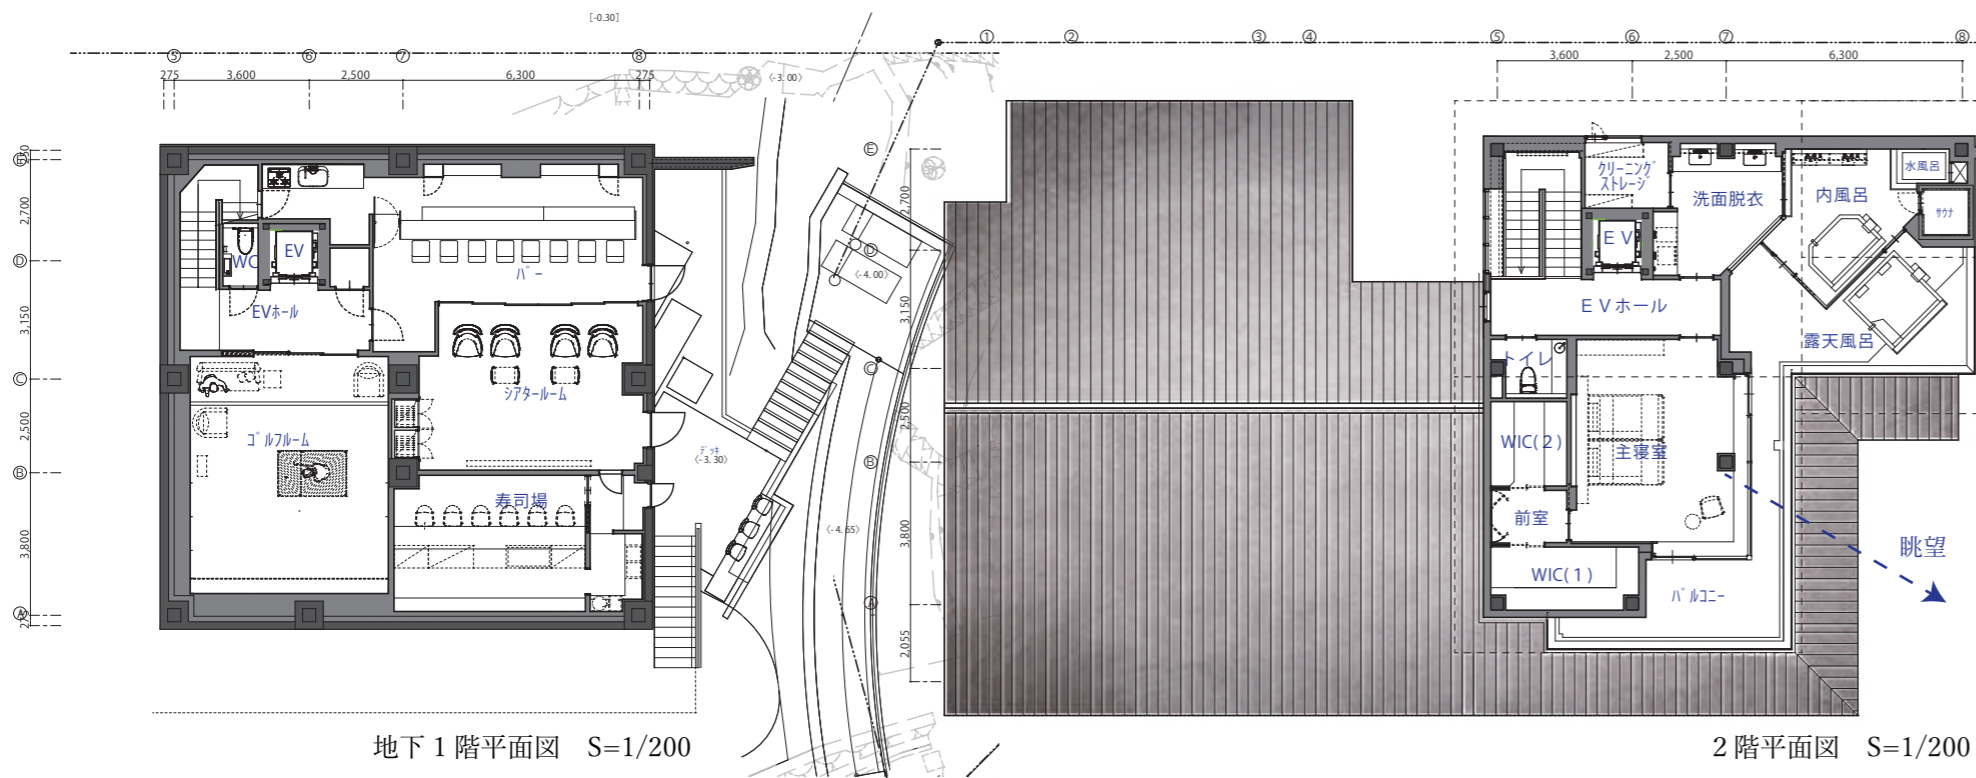 [-0.30]
⑤ ⑥ ⑦ ⑧
275 3,600 2,500 6,300 275
〈-3.00〉
① ② ③ ④ ⑤ ⑥ ⑦ ⑧
3,600 2,500 6,300
Ⓔ
2,700
Ⓓ
3,150
Ⓒ
2,500
Ⓑ
3,800
Ⓐ
WC
EV
バー
EVホール
シアタールーム
ゴルフルーム
寿司場
デッキ
〈-3.30〉
〈-4.00〉
〈-4.65〉
Ⓔ
2,700
Ⓓ
3,150
Ⓒ
2,500
Ⓑ
3,800
Ⓐ
2,055
クリーニング
ストレージ
洗面脱衣
内風呂
水風呂
サウナ
EV
EVホール
露天風呂
トイレ
WIC(2)
主寝室
前室
WIC(1)
バルコニー
眺望
地下1階平面図 S=1/200
2階平面図 S=1/200